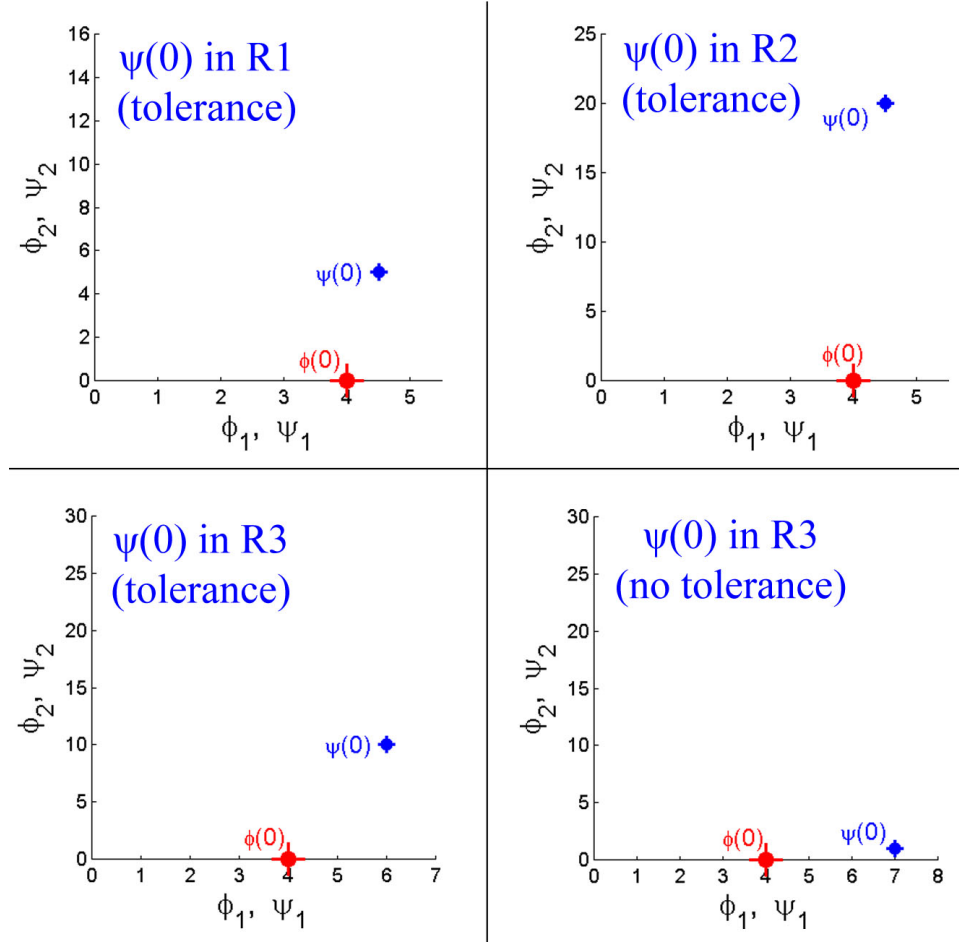 ψ(0) in R1
(tolerance)
16
14
12
10
8
6
4
2
0
ϕ2, ψ2
ψ(0)
ϕ(0)
0 1 2 3 4 5
ϕ1, ψ1
ψ(0) in R2
(tolerance)
25
20
15
10
5
0
ϕ2, ψ2
ψ(0)
ϕ(0)
0 1 2 3 4 5
ϕ1, ψ1
ψ(0) in R3
(tolerance)
30
25
20
15
10
5
0
ϕ2, ψ2
ψ(0)
ϕ(0)
0 1 2 3 4 5 6 7
ϕ1, ψ1
ψ(0) in R3
(no tolerance)
30
25
20
15
10
5
0
ϕ2, ψ2
ϕ(0) ψ(0)
0 1 2 3 4 5 6 7 8
ϕ1, ψ1